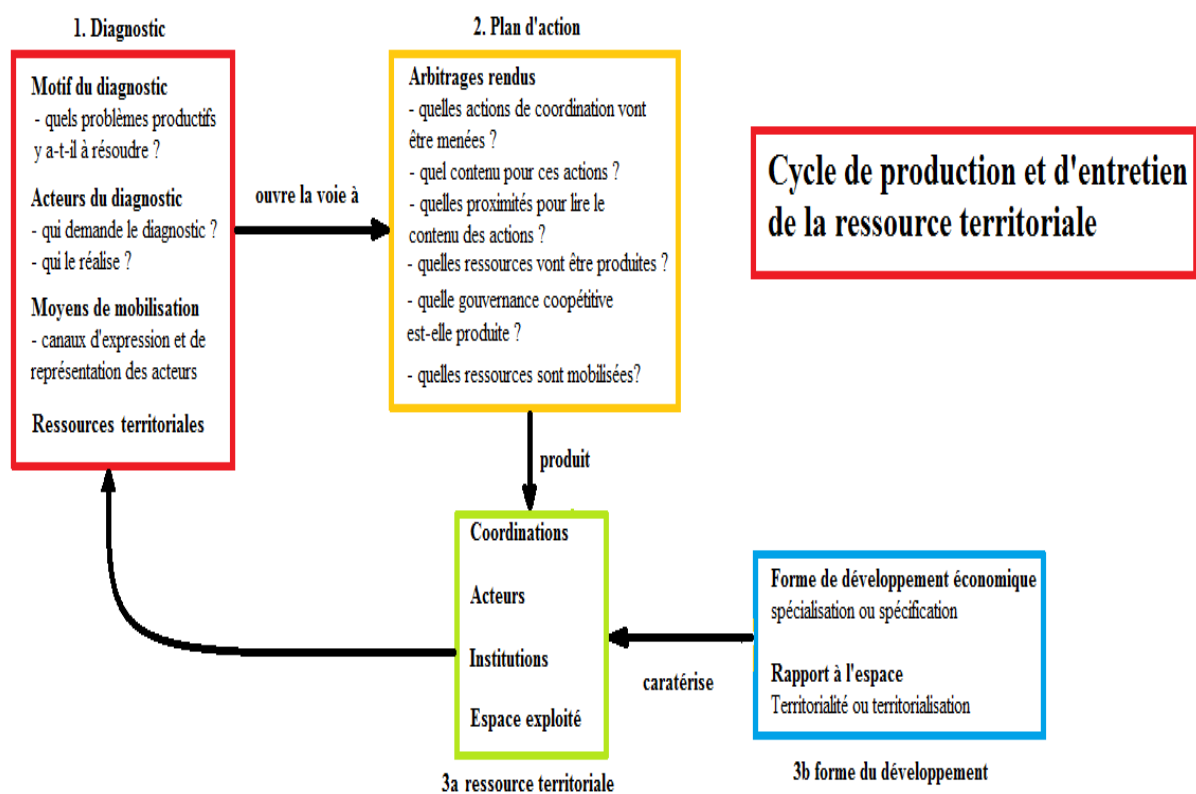 1. Diagnostic
Motif du diagnostic
- quels problèmes productifs
y a-t-il à résoudre ?
Acteurs du diagnostic
- qui demande le diagnostic ?
- qui le réalise ?
Moyens de mobilisation
- canaux d'expression et de
représentation des acteurs
Ressources territoriales
ouvre la voie à
2. Plan d'action
Arbitrages rendus
- quelles actions de coordination vont
être menées ?
- quel contenu pour ces actions ?
- quelles proximités pour lire le
contenu des actions ?
- quelles ressources vont être produites ?
- quelle gouvernance coopétitive
est-elle produite ?
- quelles ressources sont mobilisées?
Cycle de production et d'entretien
de la ressource territoriale
produit
Coordinations
Acteurs
Institutions
Espace exploité
3a ressource territoriale
caratérise
Forme de développement économique
spécialisation ou spécification
Rapport à l'espace
Territorialité ou territorialisation
3b forme du développement